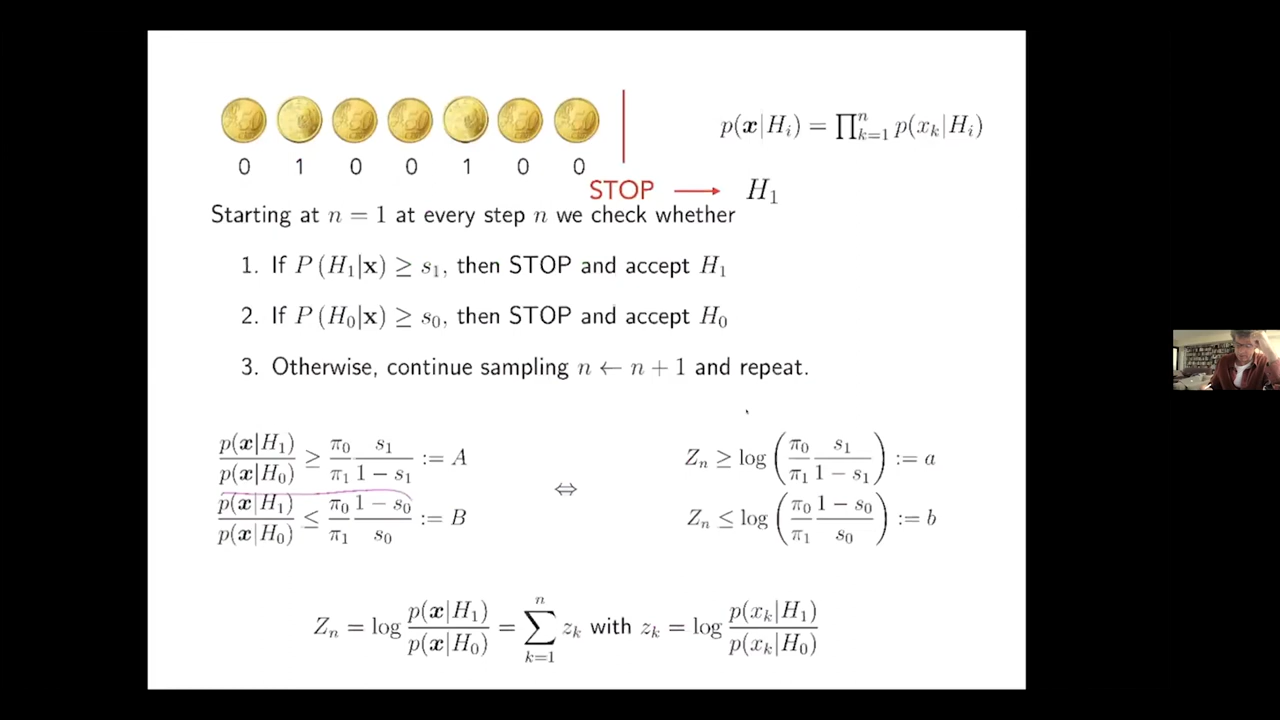 0 1 0 0 1 0 0
p(𝒙|Hᵢ) = ∏ⁿₖ₌₁ p(xₖ|Hᵢ)
STOP → H₁
Starting at n = 1 at every step n we check whether
1. If P (H₁|𝐱) ≥ s₁, then STOP and accept H₁
2. If P (H₀|𝐱) ≥ s₀, then STOP and accept H₀
3. Otherwise, continue sampling n ← n + 1 and repeat.
p(𝒙|H₁)/p(𝒙|H₀) ≥ π₀/π₁ s₁/(1 − s₁) := A
p(𝒙|H₁)/p(𝒙|H₀) ≤ π₀/π₁ (1 − s₀)/s₀ := B
⇔
Zₙ ≥ log (π₀/π₁ s₁/(1 − s₁)) := a
Zₙ ≤ log (π₀/π₁ (1 − s₀)/s₀) := b
Zₙ = log p(𝒙|H₁)/p(𝒙|H₀) = ∑ⁿₖ₌₁ zₖ with zₖ = log p(xₖ|H₁)/p(xₖ|H₀)